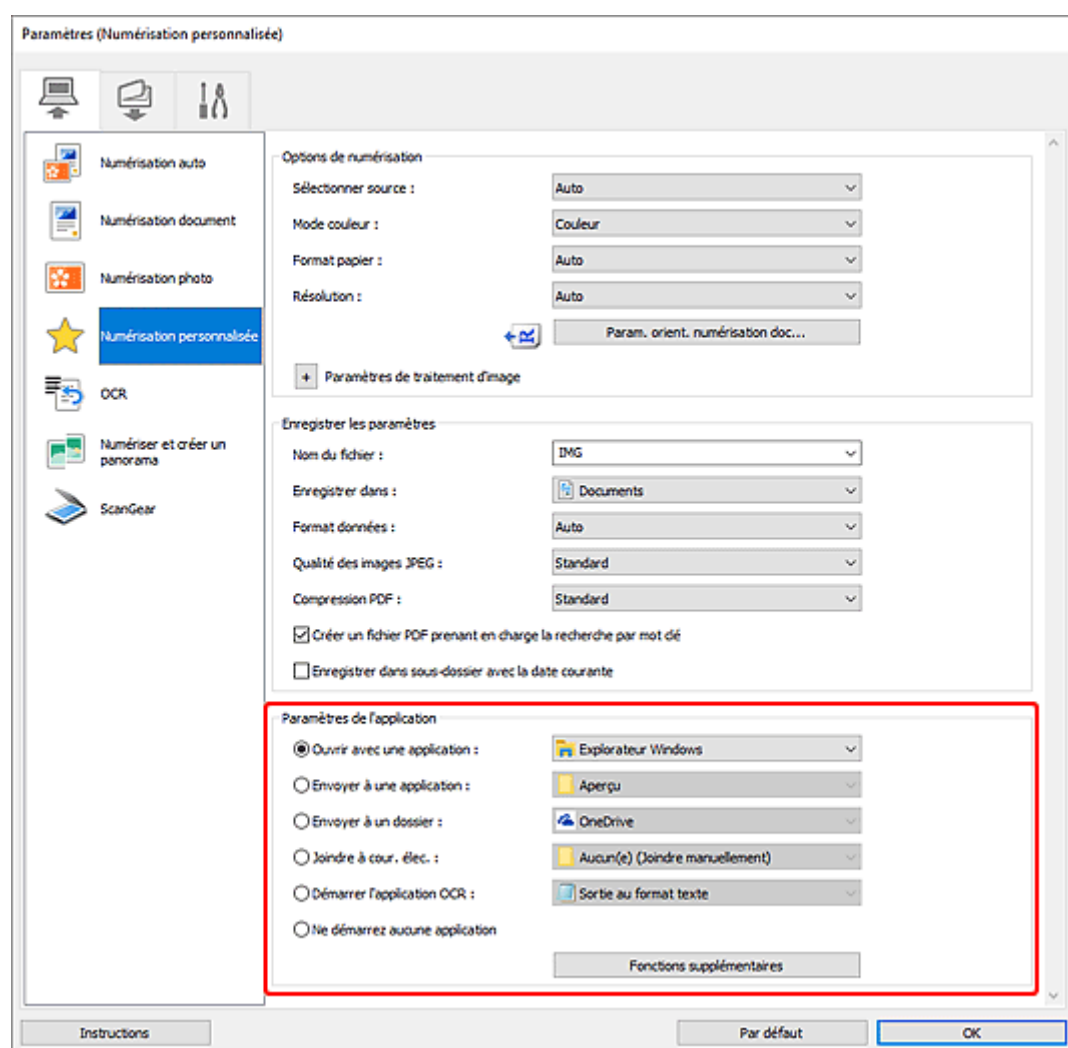 Paramètres (Numérisation personnalisée)
Numérisation auto
Numérisation document
Numérisation photo
Numérisation personnalisée
OCR
Numériser et créer un
panorama
ScanGear
Options de numérisation
Sélectionner source : Auto
Mode couleur : Couleur
Format papier : Auto
Résolution : Auto
Param. orient. numérisation doc...
+ Paramètres de traitement d'image
Enregistrer les paramètres
Nom du fichier : IMG
Enregistrer dans : Documents
Format données : Auto
Qualité des images JPEG : Standard
Compression PDF : Standard
Créer un fichier PDF prenant en charge la recherche par mot clé
Enregistrer dans sous-dossier avec la date courante
Paramètres de l'application
Ouvrir avec une application : Explorateur Windows
Envoyer à une application : Aperçu
Envoyer à un dossier : OneDrive
Joindre à cour. élec. : Aucun(e) (Joindre manuellement)
Démarrer l'application OCR : Sortie au format texte
Ne démarrez aucune application
Fonctions supplémentaires
Instructions Par défaut OK